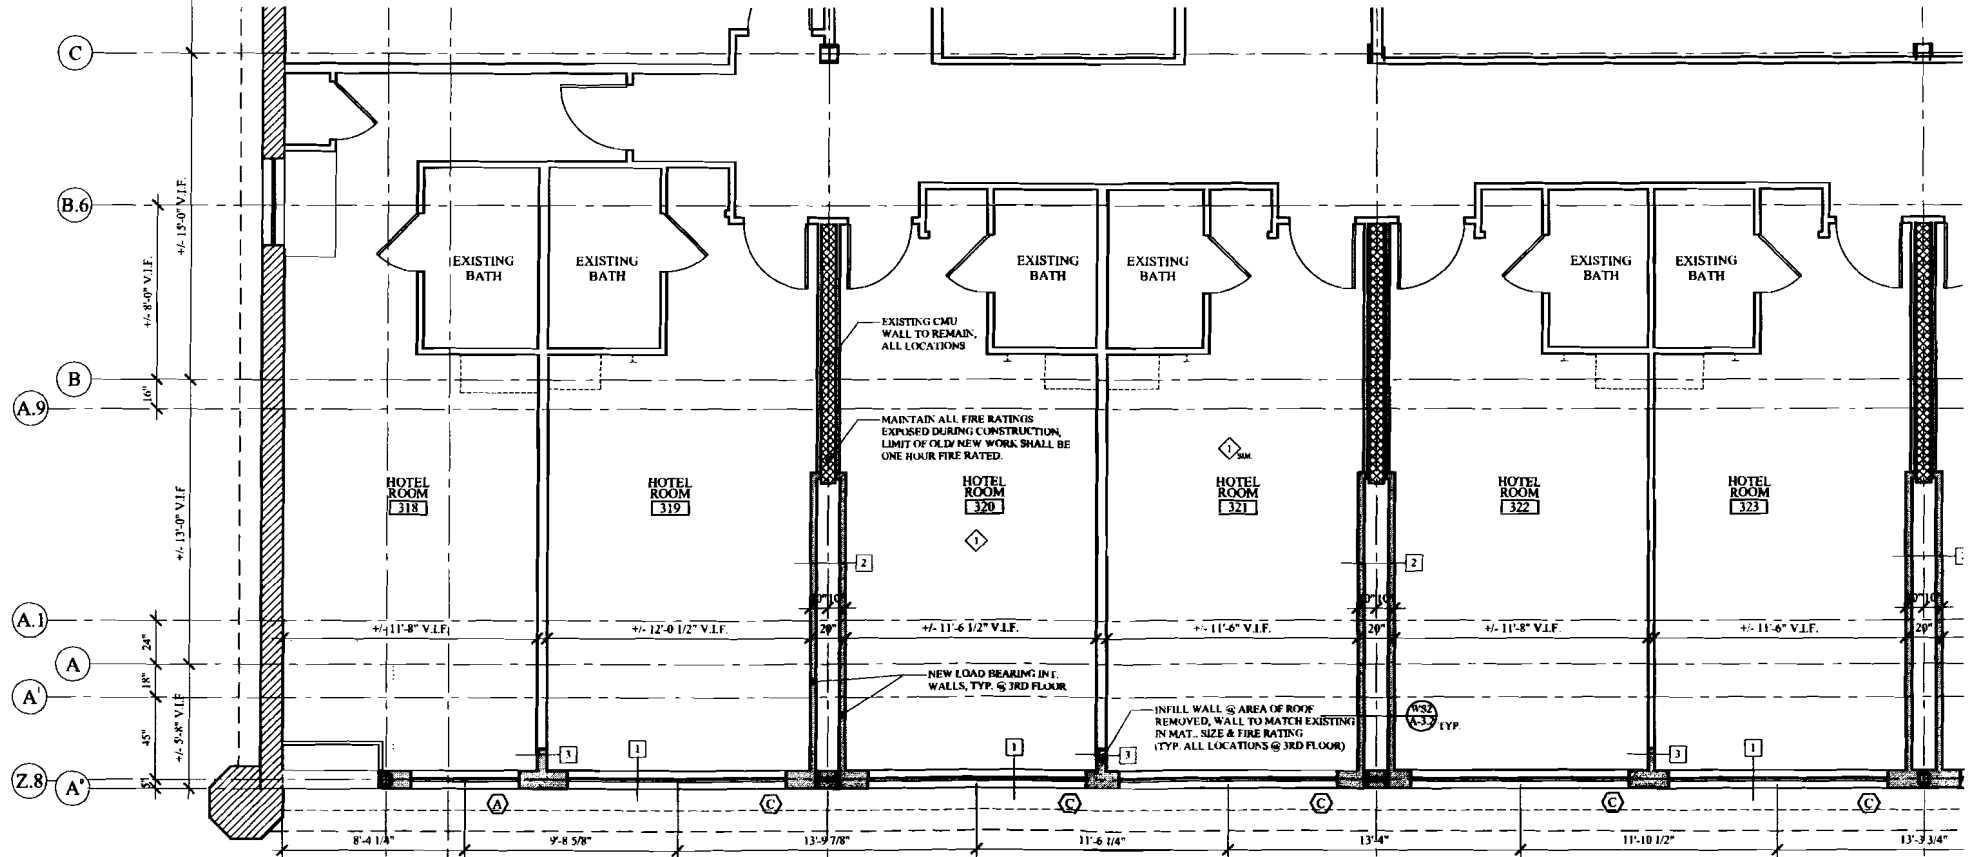 C
B.6
B
A.9
A.1
A
A'
Z.8
A"
+/- 15'-0" V.I.F.
+/- 8'-0" V.I.F.
16"
+/- 13'-0" V.I.F.
24"
18"
45"
+/- 5'-8" V.I.F.
5"
EXISTING
BATH
EXISTING
BATH
EXISTING
BATH
EXISTING
BATH
EXISTING
BATH
EXISTING
BATH
EXISTING CMU
WALL TO REMAIN,
ALL LOCATIONS
MAINTAIN ALL FIRE RATINGS
EXPOSED DURING CONSTRUCTION,
LIMIT OF OLD/ NEW WORK SHALL BE
ONE HOUR FIRE RATED.
1
SIM.
HOTEL
ROOM
318
HOTEL
ROOM
319
HOTEL
ROOM
320
HOTEL
ROOM
321
HOTEL
ROOM
322
HOTEL
ROOM
323
1
2
2
+/- 11'-8" V.I.F.
+/- 12'-0 1/2" V.I.F.
20"
+/- 11'-6 1/2" V.I.F.
+/- 11'-6" V.I.F.
20"
+/- 11'-8" V.I.F.
+/- 11'-6" V.I.F.
20"
NEW LOAD BEARING INT.
WALLS, TYP. @ 3RD FLOOR
INFILL WALL @ AREA OF ROOF
REMOVED, WALL TO MATCH EXISTING
IN MAT., SIZE & FIRE RATING
(TYP. ALL LOCATIONS @ 3RD FLOOR)
WS2
A-3.2
TYP.
3
1
1
3
3
1
A
C
C
C
C
C
8'-4 1/4"
9'-8 5/8"
13'-9 7/8"
11'-6 1/4"
13'-4"
11'-10 1/2"
13'-3 3/4"